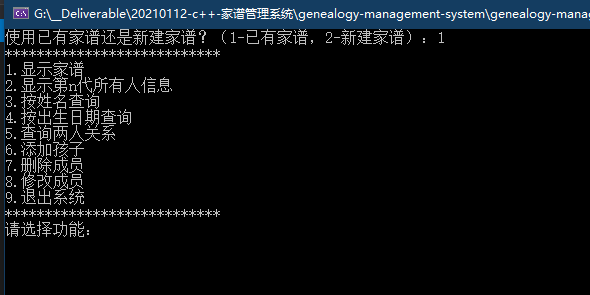 G:\__Deliverable\20210112-c++-家谱管理系统\genealogy-management-system\genealogy-mana
使用已有家谱还是新建家谱？（1-已有家谱，2-新建家谱）：1
***************************
1.显示家谱
2.显示第n代所有人信息
3.按姓名查询
4.按出生日期查询
5.查询两人关系
6.添加孩子
7.删除成员
8.修改成员
9.退出系统
***************************
请选择功能：